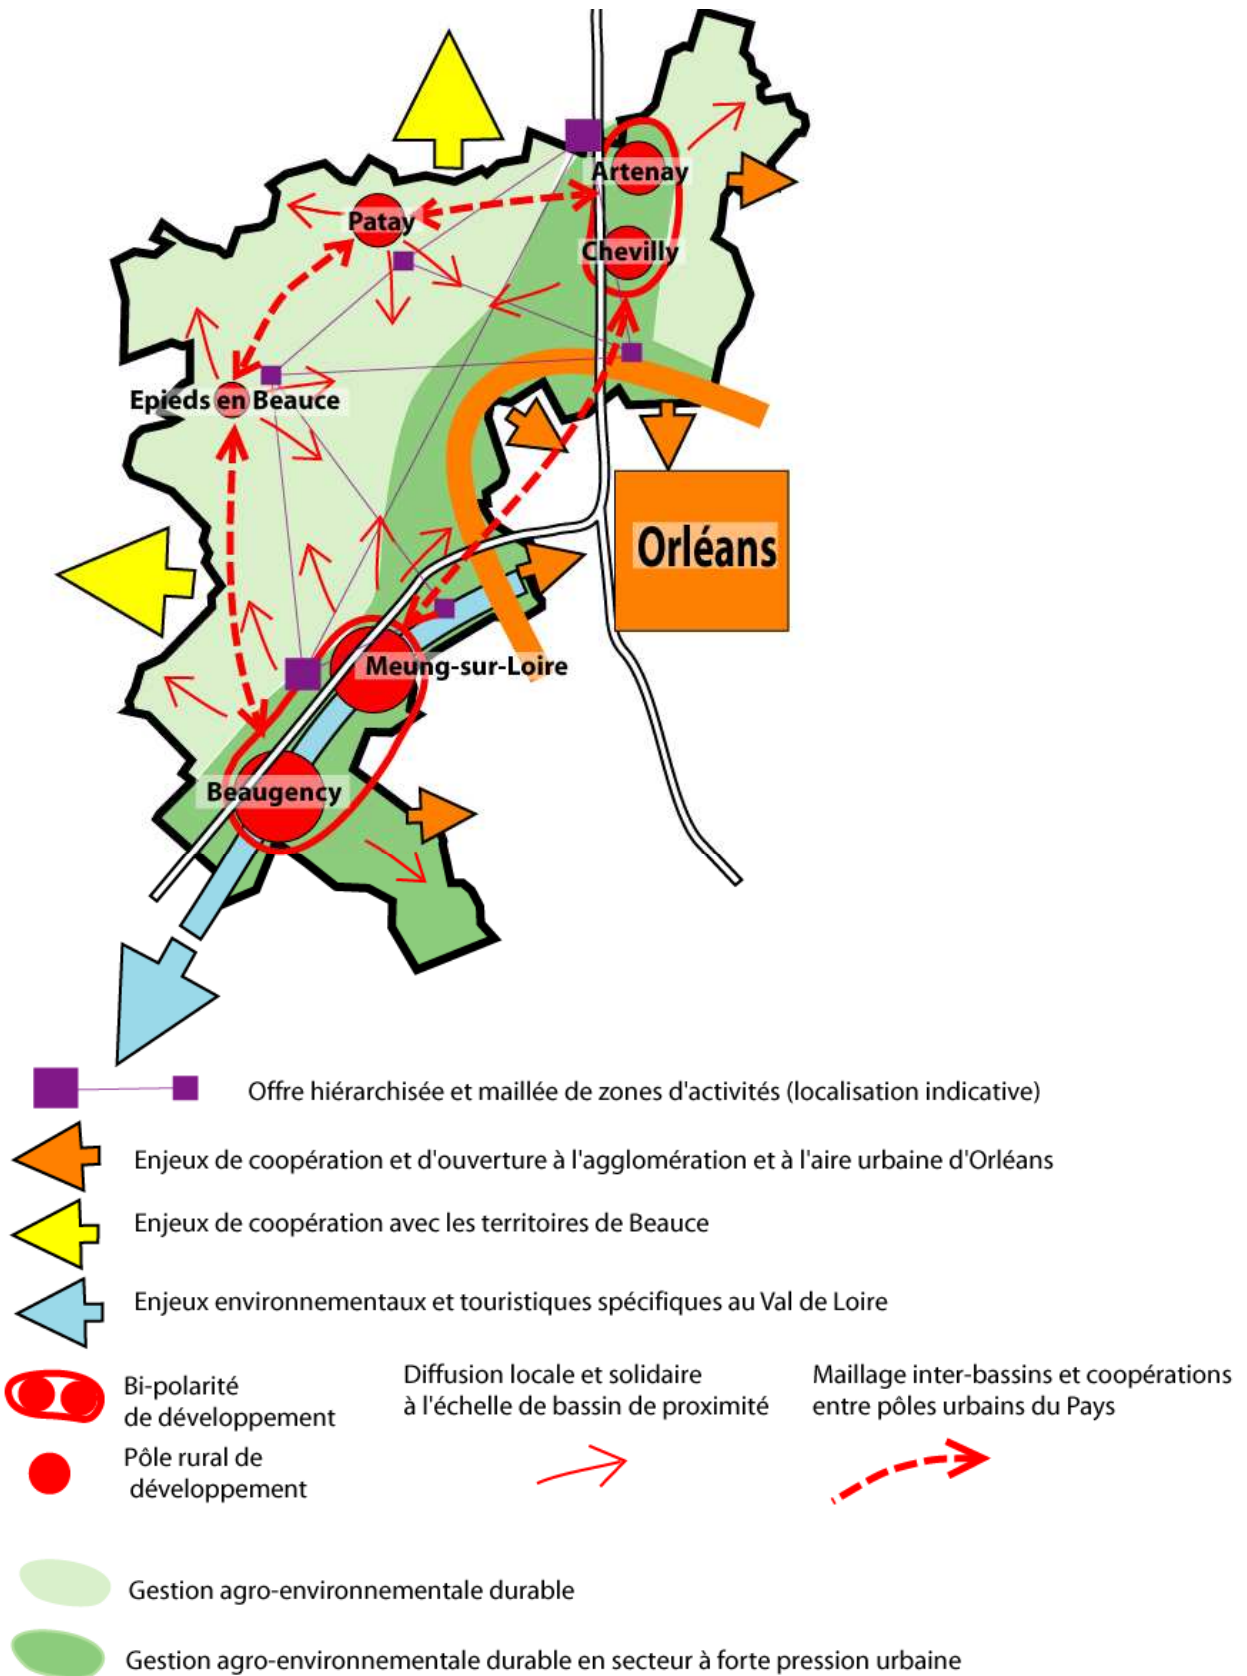 Artenay
Patay
Chevilly
Epieds en Beauce
Orléans
Meung-sur-Loire
Beaugency
Offre hiérarchisée et maillée de zones d'activités (localisation indicative)
Enjeux de coopération et d'ouverture à l'agglomération et à l'aire urbaine d'Orléans
Enjeux de coopération avec les territoires de Beauce
Enjeux environnementaux et touristiques spécifiques au Val de Loire
Bi-polarité
de développement
Diffusion locale et solidaire
à l'échelle de bassin de proximité
Maillage inter-bassins et coopérations
entre pôles urbains du Pays
Pôle rural de
développement
Gestion agro-environnementale durable
Gestion agro-environnementale durable en secteur à forte pression urbaine